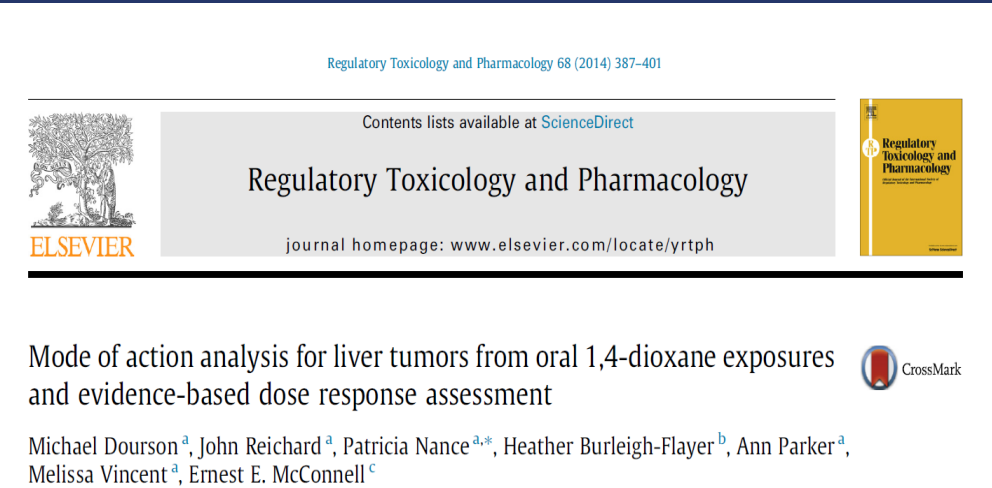 Regulatory Toxicology and Pharmacology 68 (2014) 387–401
Contents lists available at ScienceDirect
Regulatory Toxicology and Pharmacology
journal homepage: www.elsevier.com/locate/yrtph
ELSEVIER
Regulatory
Toxicology and
Pharmacology
Mode of action analysis for liver tumors from oral 1,4-dioxane exposures
and evidence-based dose response assessment
CrossMark
Michael Dourson a, John Reichard a, Patricia Nance a,*, Heather Burleigh-Flayer b, Ann Parker a,
Melissa Vincent a, Ernest E. McConnell c